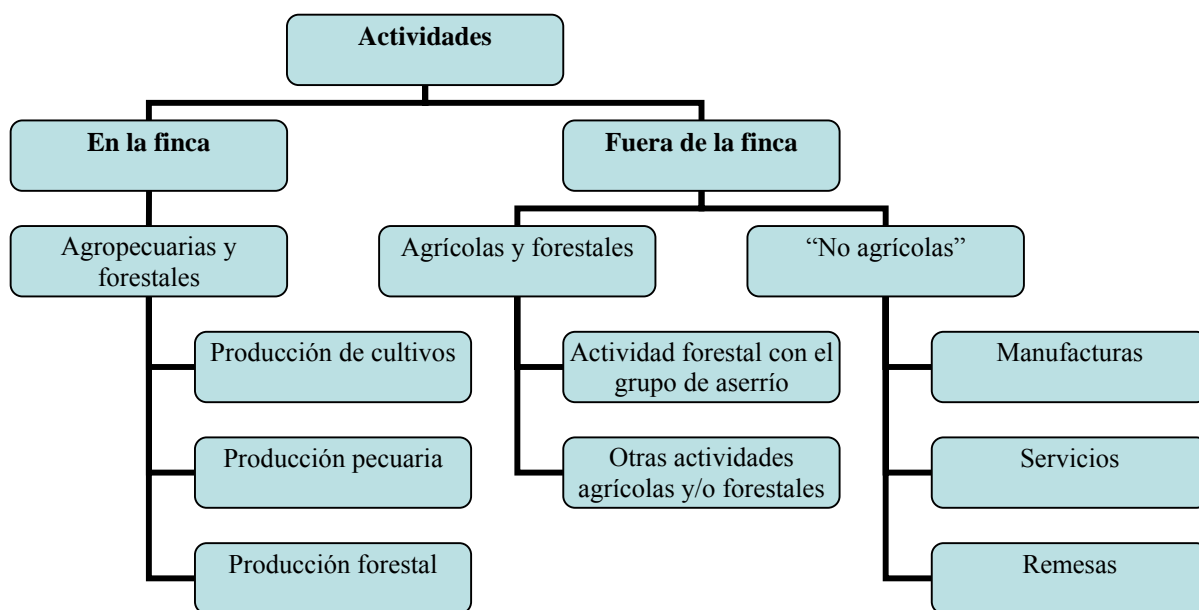 Actividades
En la finca
Fuera de la finca
Agropecuarias y
forestales
Agrícolas y forestales
“No agrícolas”
Producción de cultivos
Actividad forestal con el
grupo de aserrío
Manufacturas
Producción pecuaria
Otras actividades
agrícolas y/o forestales
Servicios
Producción forestal
Remesas